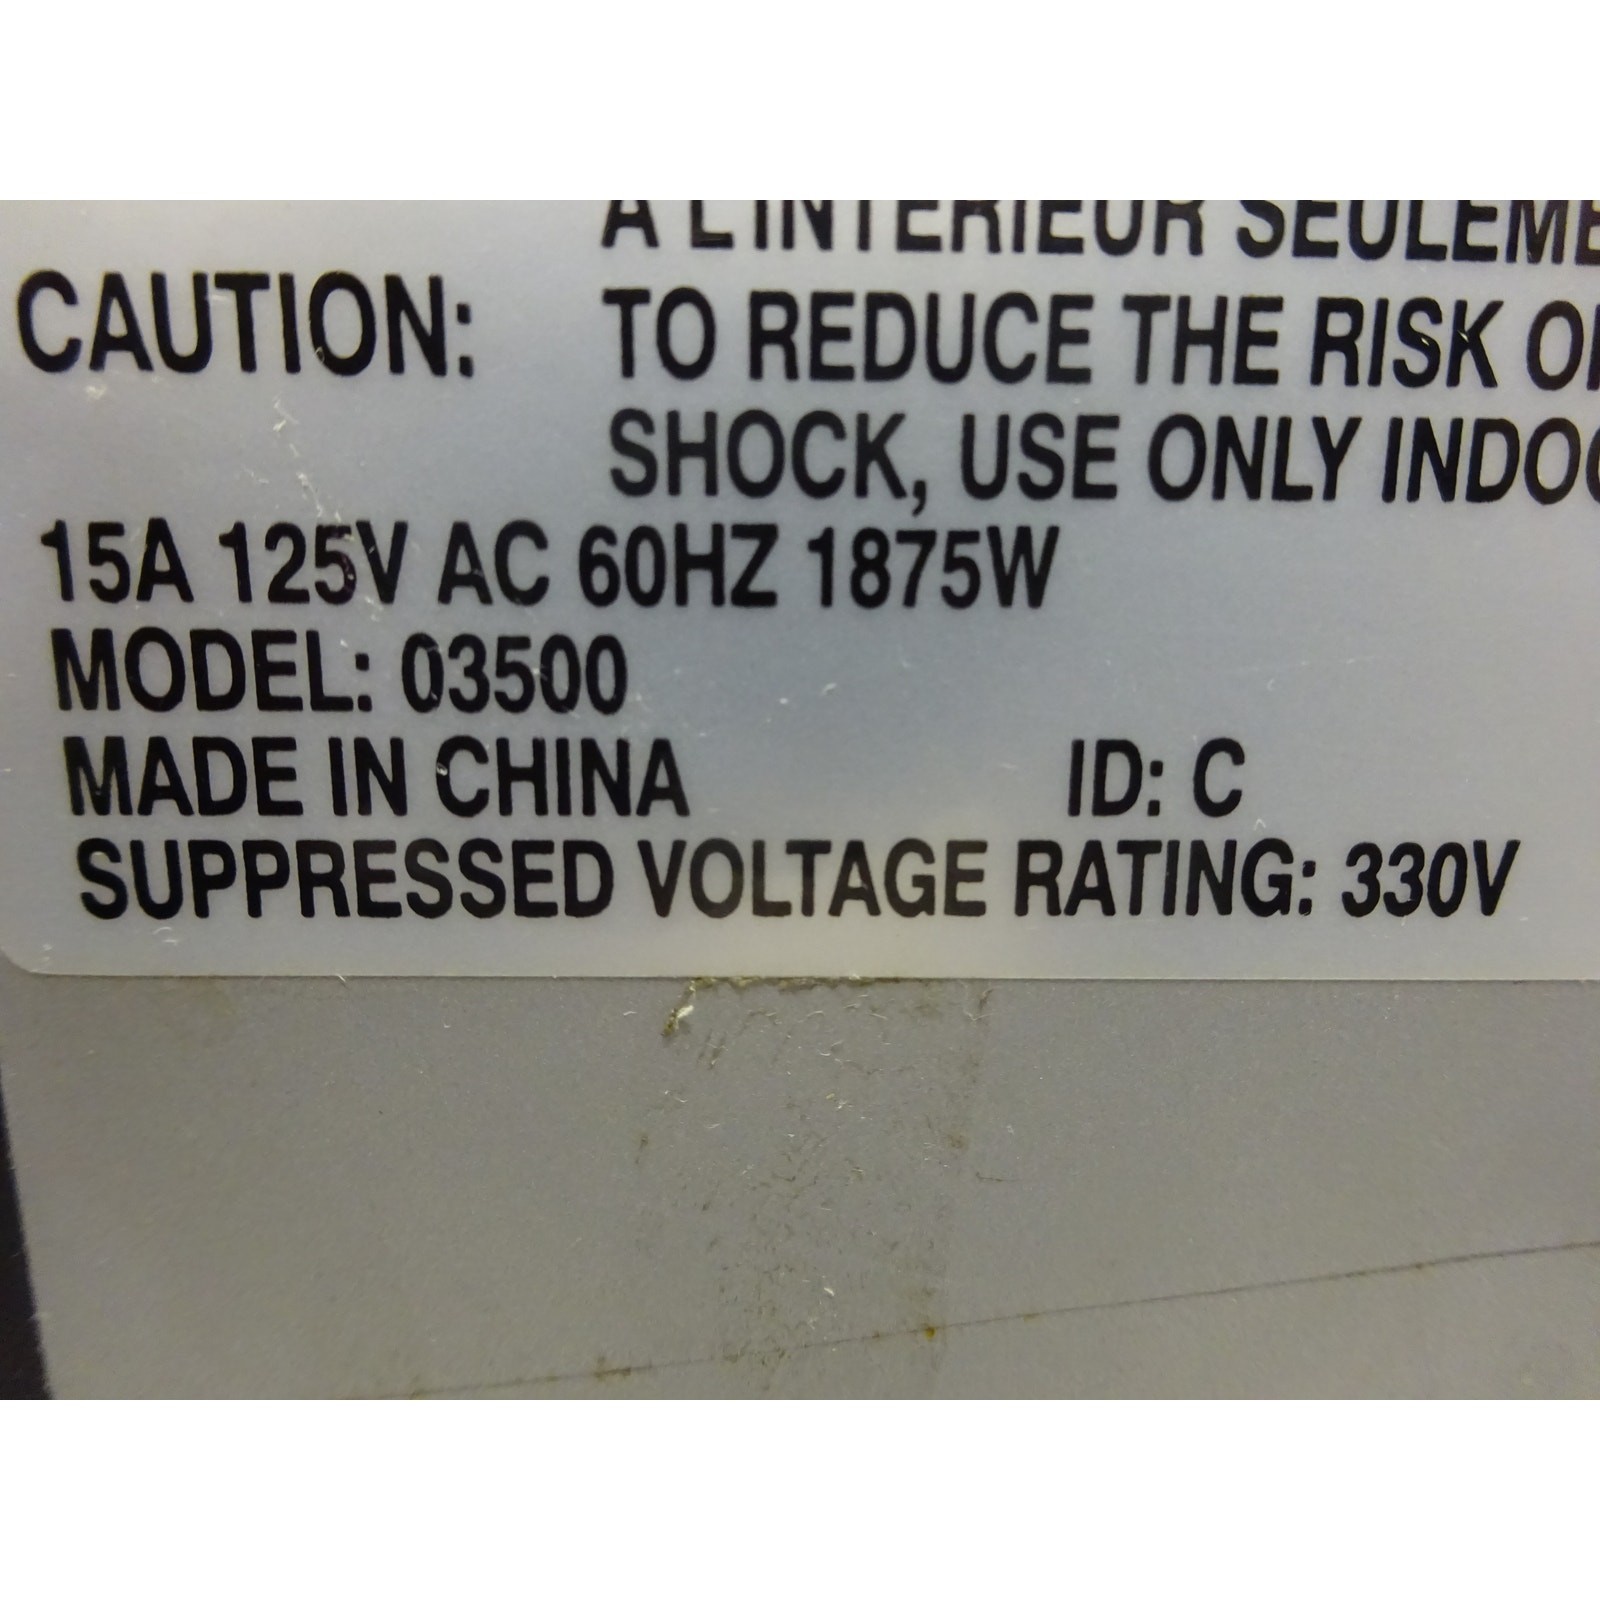 A L'INTERIEUR
CAUTION: TO REDUCE THE RISK
SHOCK, USE ONLY
15A 125V AC 60HZ 1875W
MODEL: 03500
MADE IN CHINA ID: C
SUPPRESSED VOLTAGE RATING: 330V